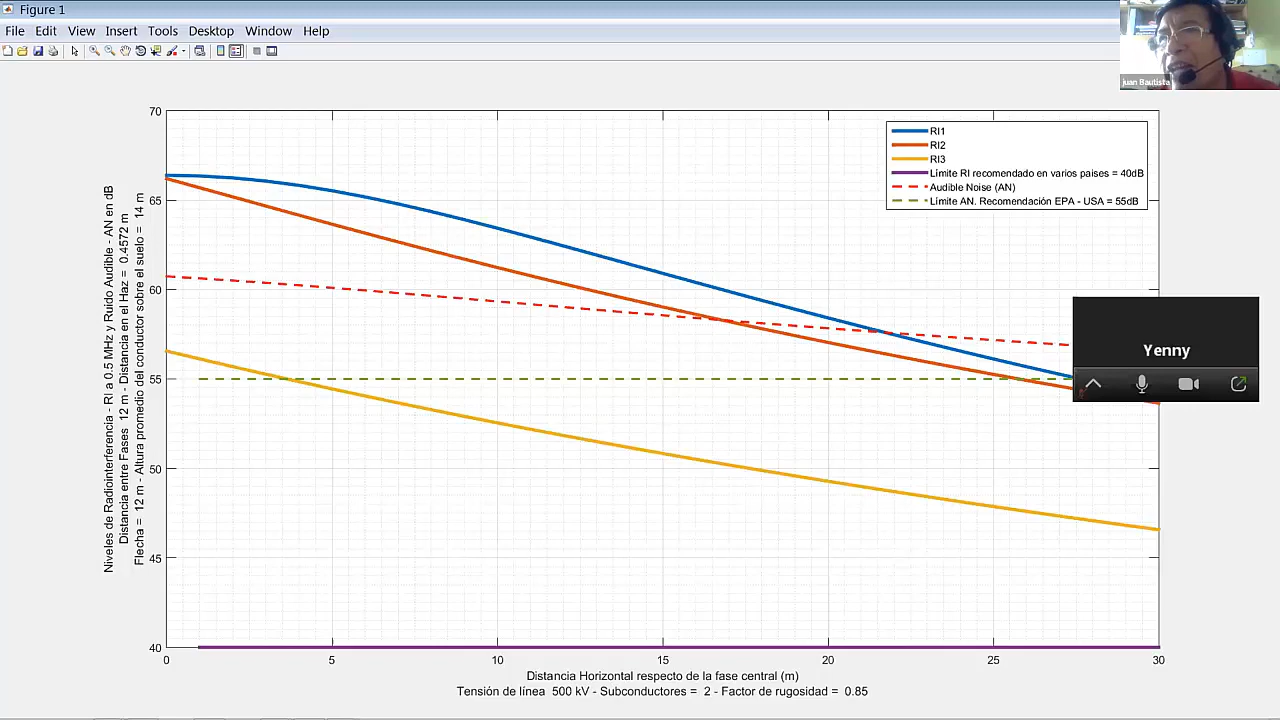 Figure 1
File Edit View Insert Tools Desktop Window Help
juan Bautista
RI1
RI2
RI3
Limite RI recomendado en varios paises = 40dB
Audible Noise (AN)
Limite AN. Recomendación EPA - USA = 55dB
Niveles de Radiointerferencia - RI a 0.5 MHz y Ruido Audible - AN en dB
Distancia entre Fases 12 m - Distancia en el Haz = 0.4572 m
Flecha = 12 m - Altura promedio del conductor sobre el suelo = 14 m
70
65
60
55
50
45
40
Yenny
0 5 10 15 20 25 30
Distancia Horizontal respecto de la fase central (m)
Tensión de línea 500 kV - Subconductores = 2 - Factor de rugosidad = 0.85